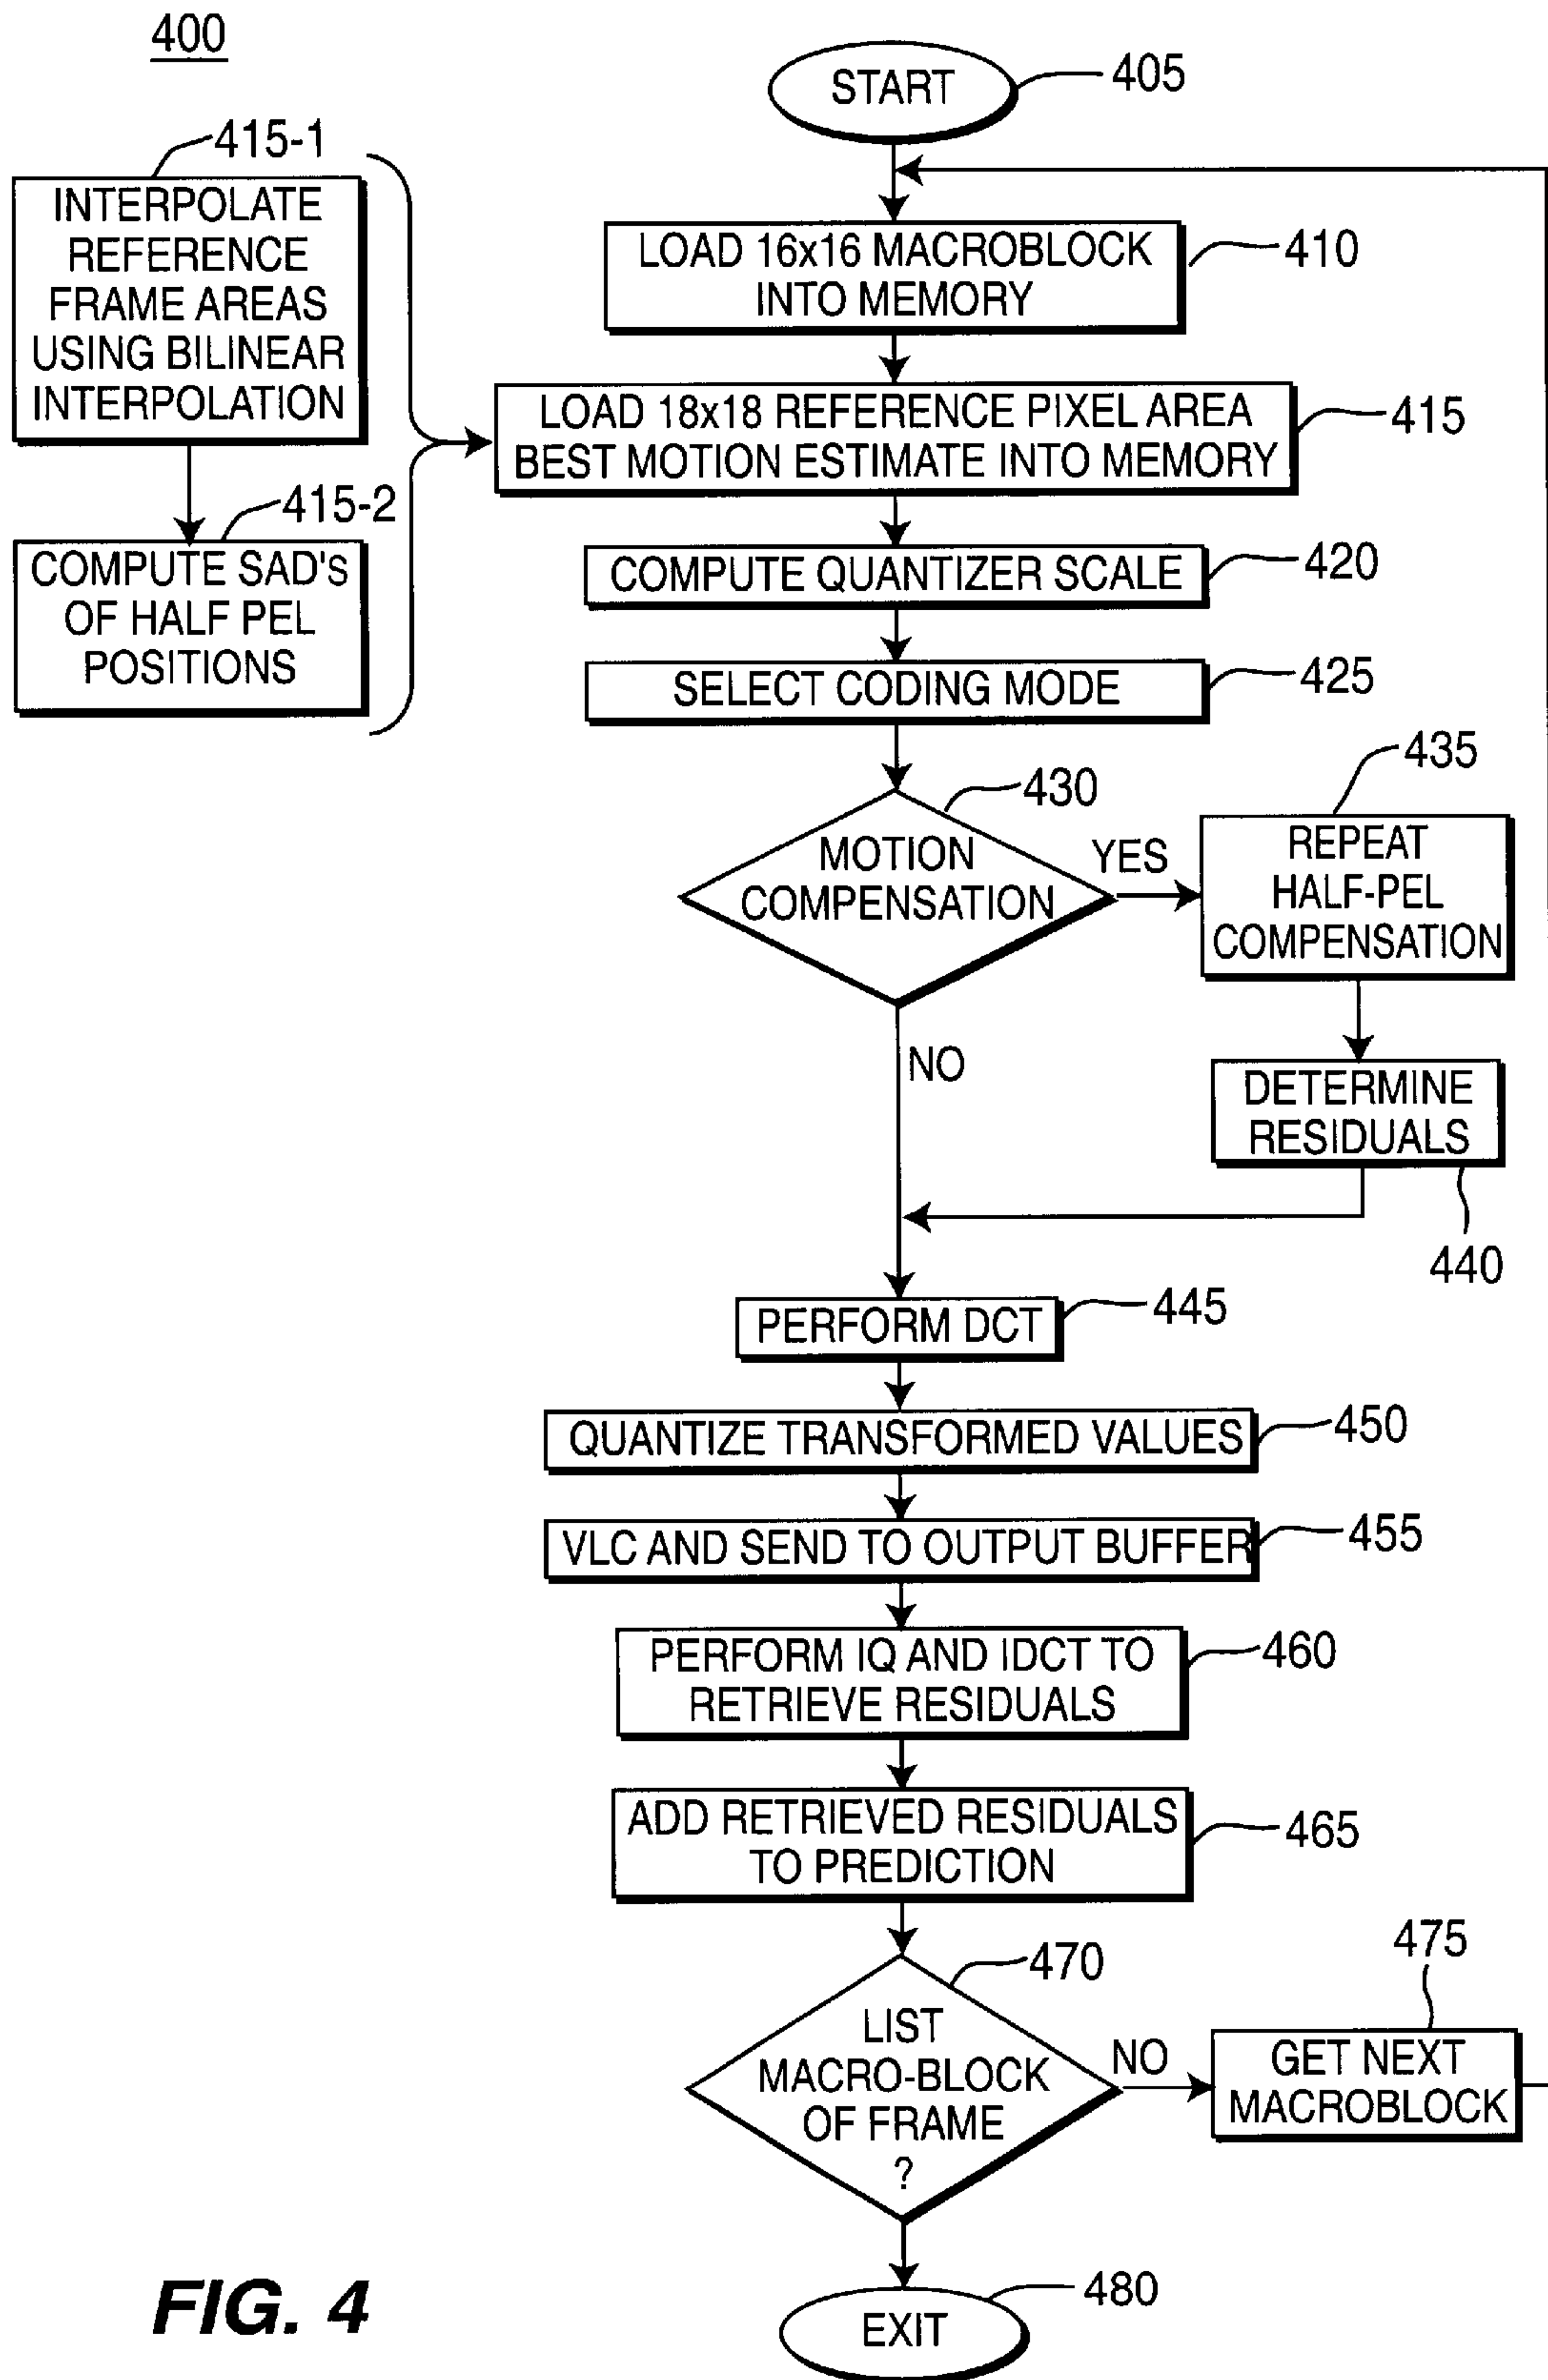 400
START
405
415-1
INTERPOLATE
REFERENCE
FRAME AREAS
USING BILINEAR
INTERPOLATION
LOAD 16x16 MACROBLOCK
INTO MEMORY
410
LOAD 18x18 REFERENCE PIXEL AREA
BEST MOTION ESTIMATE INTO MEMORY
415
415-2
COMPUTE SAD's
OF HALF PEL
POSITIONS
COMPUTE QUANTIZER SCALE
420
SELECT CODING MODE
425
430
MOTION
COMPENSATION
YES
435
REPEAT
HALF-PEL
COMPENSATION
NO
DETERMINE
RESIDUALS
440
PERFORM DCT
445
QUANTIZE TRANSFORMED VALUES
450
VLC AND SEND TO OUTPUT BUFFER
455
PERFORM IQ AND IDCT TO
RETRIEVE RESIDUALS
460
ADD RETRIEVED RESIDUALS
TO PREDICTION
465
470
LIST
MACRO-BLOCK
OF FRAME
?
NO
475
GET NEXT
MACROBLOCK
EXIT
480
FIG. 4